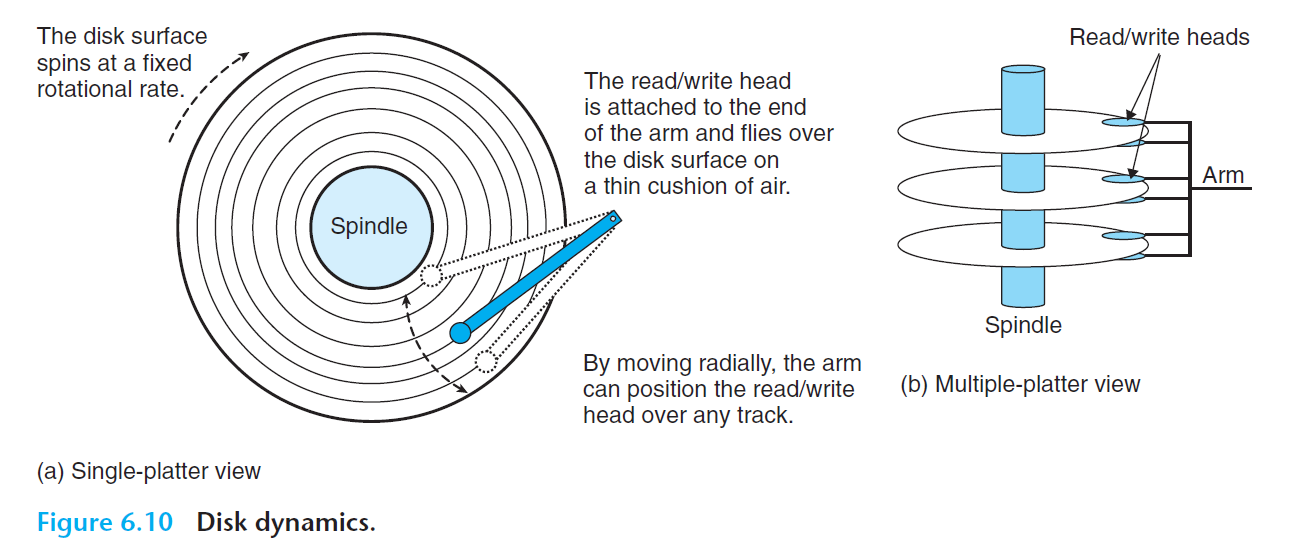 The disk surface
spins at a fixed
rotational rate.
Spindle
The read/write head
is attached to the end
of the arm and flies over
the disk surface on
a thin cushion of air.
By moving radially, the arm
can position the read/write
head over any track.
(a) Single-platter view
Read/write heads
Arm
Spindle
(b) Multiple-platter view
Figure 6.10 Disk dynamics.